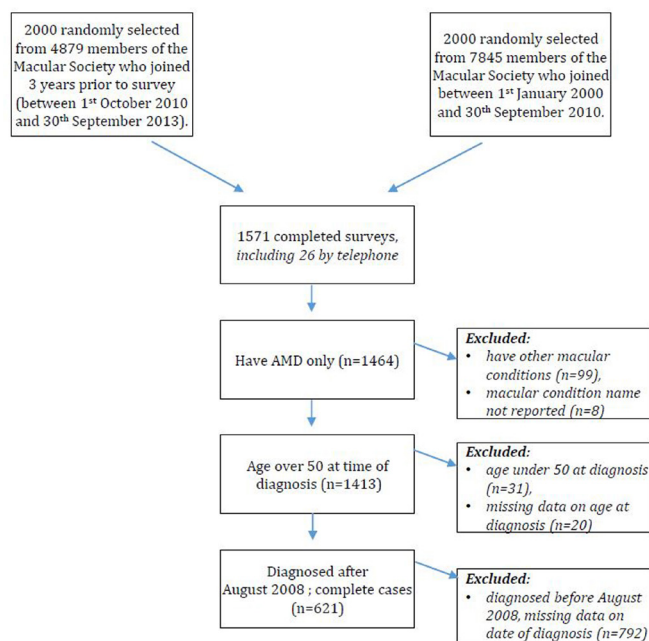 2000 randomly selected
from 4879 members of the
Macular Society who joined
3 years prior to survey
(between 1st October 2010
and 30th September 2013).
2000 randomly selected
from 7845 members of the
Macular Society who joined
between 1st January 2000
and 30th September 2010.
1571 completed surveys,
including 26 by telephone
Have AMD only (n=1464)
Excluded:
• have other macular
conditions (n=99),
• macular condition name
not reported (n=8)
Age over 50 at time of
diagnosis (n=1413)
Excluded:
• age under 50 at diagnosis
(n=31),
• missing data on age at
diagnosis (n=20)
Diagnosed after
August 2008 ; complete cases
(n=621)
Excluded:
• diagnosed before August
2008, missing data on
date of diagnosis (n=792)